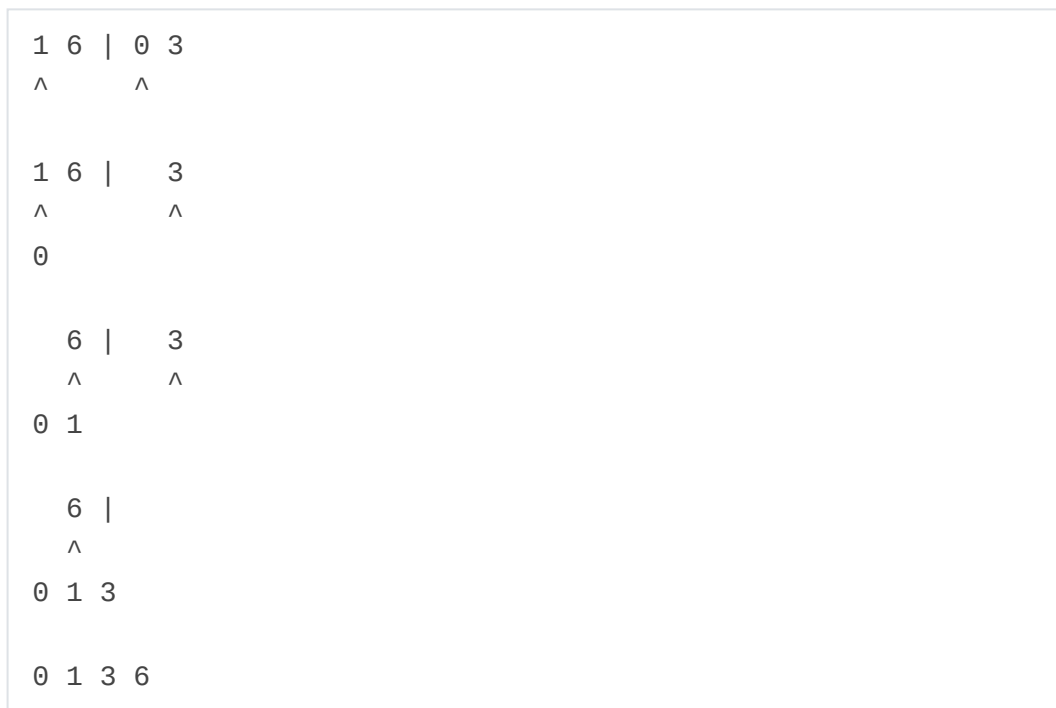 1 6 | 0 3
^     ^
1 6 |   3
^       ^
0
  6 |   3
  ^     ^
0 1
  6 |
  ^
0 1 3
0 1 3 6